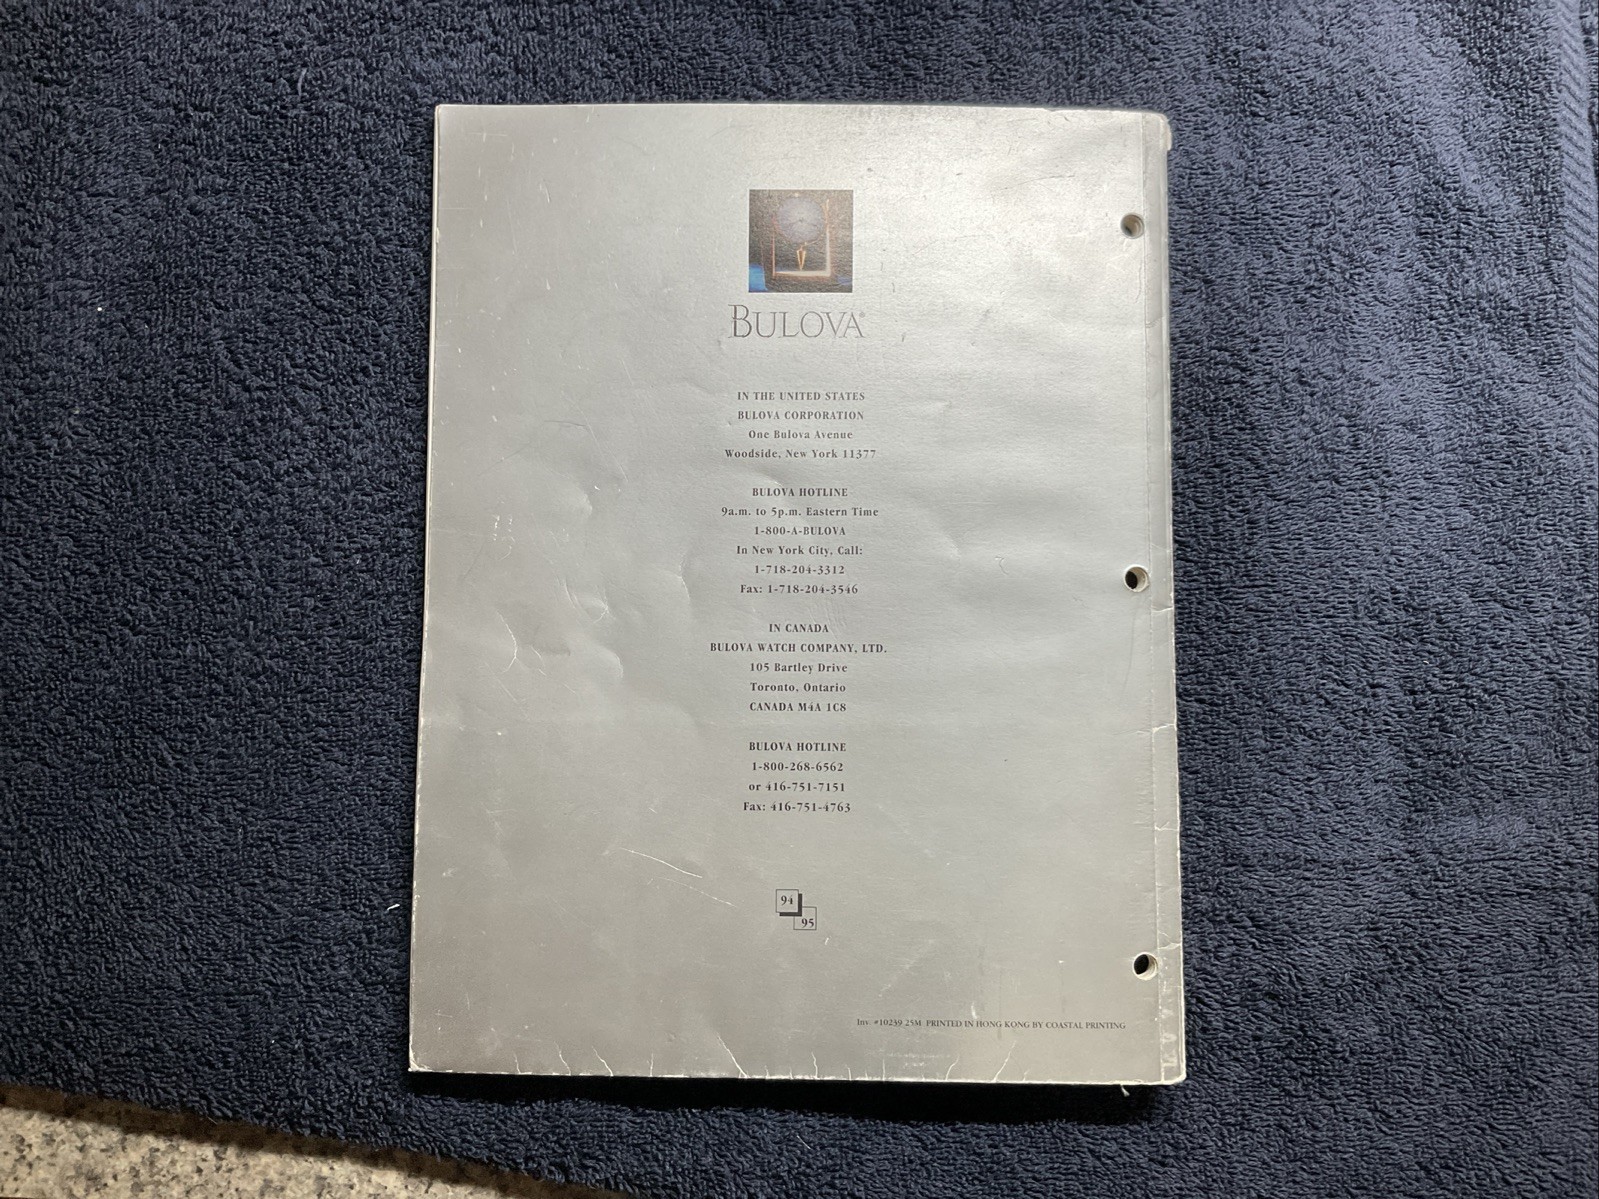 BULOVA®
IN THE UNITED STATES
BULOVA CORPORATION
One Bulova Avenue
Woodside, New York 11377
BULOVA HOTLINE
9a.m. to 5p.m. Eastern Time
1-800-A-BULOVA
In New York City, Call:
1-718-204-3312
Fax: 1-718-204-3546
IN CANADA
BULOVA WATCH COMPANY, LTD.
105 Bartley Drive
Toronto, Ontario
CANADA M4A 1C8
BULOVA HOTLINE
1-800-268-6562
or 416-751-7151
Fax: 416-751-4763
94
95
Inv. #10239 25M PRINTED IN HONG KONG BY COASTAL PRINTING